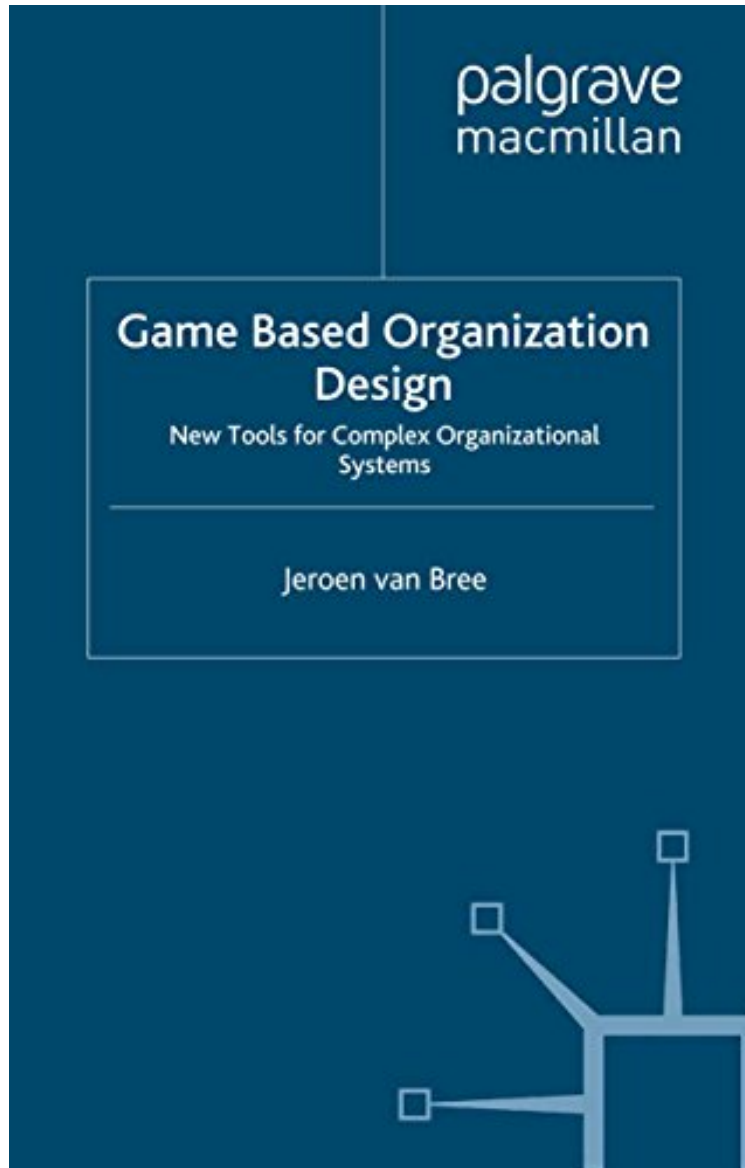 palgrave
macmillan
Game Based Organization
Design
New Tools for Complex Organizational
Systems
Jeroen van Bree